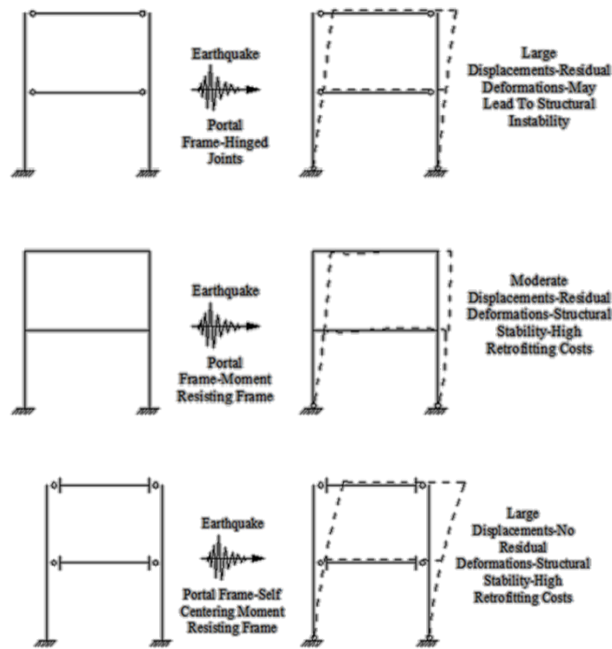 Earthquake
Portal
Frame-Hinged
Joints
Large
Displacements-Residual
Deformations-May
Lead To Structural
Instability
Earthquake
Portal
Frame-Moment
Resisting Frame
Moderate
Displacements-Residual
Deformations-Structural
Stability-High
Retrofitting Costs
Earthquake
Portal Frame-Self
Centering Moment
Resisting Frame
Large
Displacements-No
Residual
Deformations-Structural
Stability-High
Retrofitting Costs